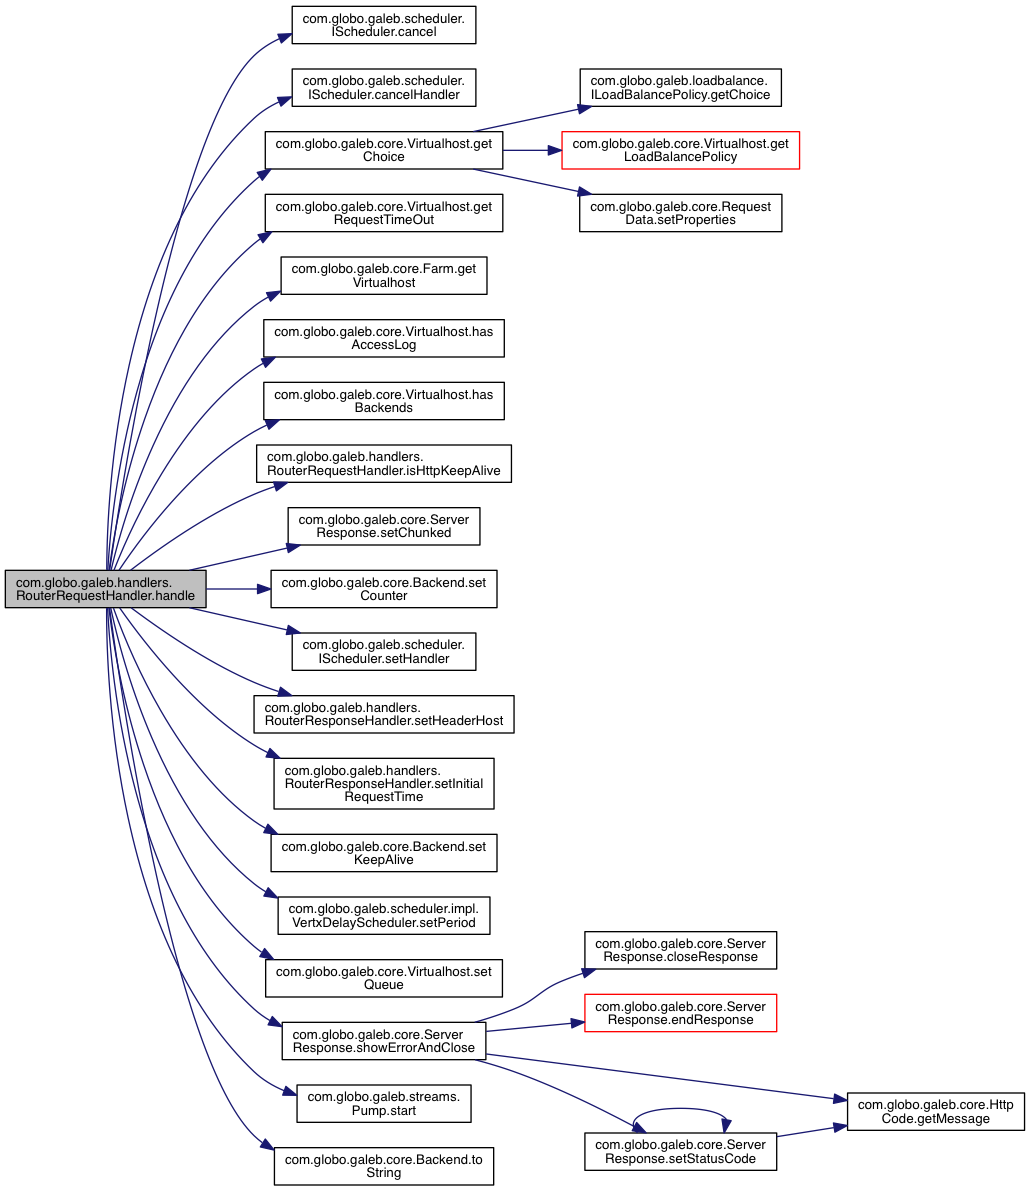 com.globo.galeb.scheduler.
IScheduler.cancel
com.globo.galeb.scheduler.
IScheduler.cancelHandler
com.globo.galeb.loadbalance.
ILoadBalancePolicy.getChoice
com.globo.galeb.core.Virtualhost.get
Choice
com.globo.galeb.core.Virtualhost.get
LoadBalancePolicy
com.globo.galeb.core.Virtualhost.get
RequestTimeOut
com.globo.galeb.core.Request
Data.setProperties
com.globo.galeb.core.Farm.get
Virtualhost
com.globo.galeb.core.Virtualhost.has
AccessLog
com.globo.galeb.core.Virtualhost.has
Backends
com.globo.galeb.handlers.
RouterRequestHandler.isHttpKeepAlive
com.globo.galeb.core.Server
Response.setChunked
com.globo.galeb.handlers.
RouterRequestHandler.handle
com.globo.galeb.core.Backend.set
Counter
com.globo.galeb.scheduler.
IScheduler.setHandler
com.globo.galeb.handlers.
RouterResponseHandler.setHeaderHost
com.globo.galeb.handlers.
RouterResponseHandler.setInitial
RequestTime
com.globo.galeb.core.Backend.set
KeepAlive
com.globo.galeb.scheduler.impl.
VertxDelayScheduler.setPeriod
com.globo.galeb.core.Virtualhost.set
Queue
com.globo.galeb.core.Server
Response.closeResponse
com.globo.galeb.core.Server
Response.endResponse
com.globo.galeb.core.Server
Response.showErrorAndClose
com.globo.galeb.streams.
Pump.start
com.globo.galeb.core.Http
Code.getMessage
com.globo.galeb.core.Server
Response.setStatusCode
com.globo.galeb.core.Backend.to
String